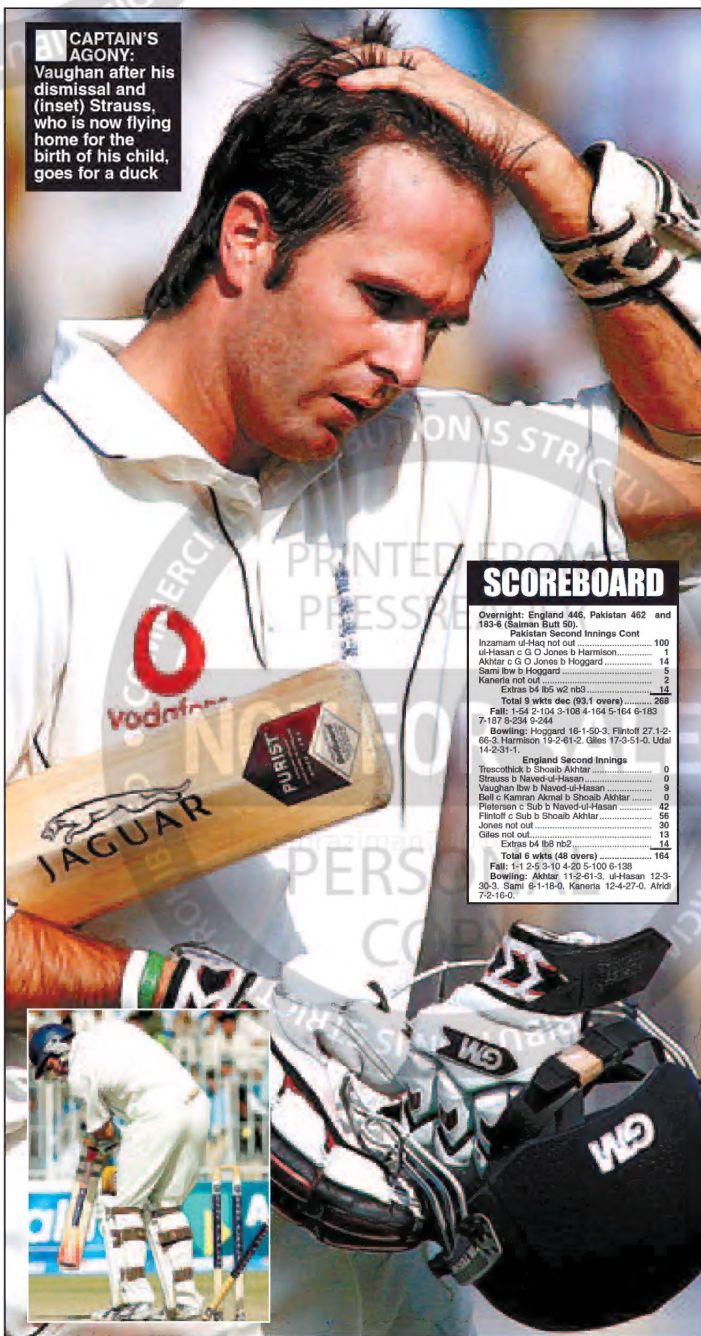 CAPTAIN'S
AGONY:
Vaughan after his
dismissal and
(inset) Strauss,
who is now flying
home for the
birth of his child,
goes for a duck
BUTION IS STRICTLY
COMMERCIAL
PRINTED FROM
vodafone
PURIST
JAGUAR
NOT FOR
PERSONAL
COPY
SCOREBOARD
Overnight: England 446, Pakistan 462 and
183-6 (Salman Butt 50).
Pakistan Second Innings Cont
Inzamam ul-Haq not out 100
ul-Hasan c G O Jones b Harmison 1
Akhtar c G O Jones b Hoggard 14
Sami lbw b Hoggard 5
Kaneria not out 2
Extras b4 lb5 w2 nb3 14
Total 9 wkts dec (93.1 overs) 268
Fall: 1-54 2-104 3-108 4-164 5-164 6-183
7-187 8-234 9-244
Bowling: Hoggard 16-1-50-3. Flintoff 27.1-2-
66-3. Harmison 19-2-61-2. Giles 17-3-51-0. Udal
14-2-31-1.
England Second Innings
Trescothick b Shoaib Akhtar 0
Strauss b Naved-ul-Hasan 0
Vaughan lbw b Naved-ul-Hasan 9
Bell c Kamran Akmal b Shoaib Akhtar 0
Pietersen c Sub b Naved-ul-Hasan 42
Flintoff c Sub b Shoaib Akhtar 56
Jones not out 30
Giles not out 13
Extras b4 lb8 nb2 14
Total 6 wkts (48 overs) 164
Fall: 1-1 2-5 3-10 4-20 5-100 6-138
Bowling: Akhtar 11-2-61-3. ul-Hasan 12-3-
30-3. Sami 6-1-18-0. Kaneria 12-4-27-0. Afridi
7-2-16-0.
GM
GM